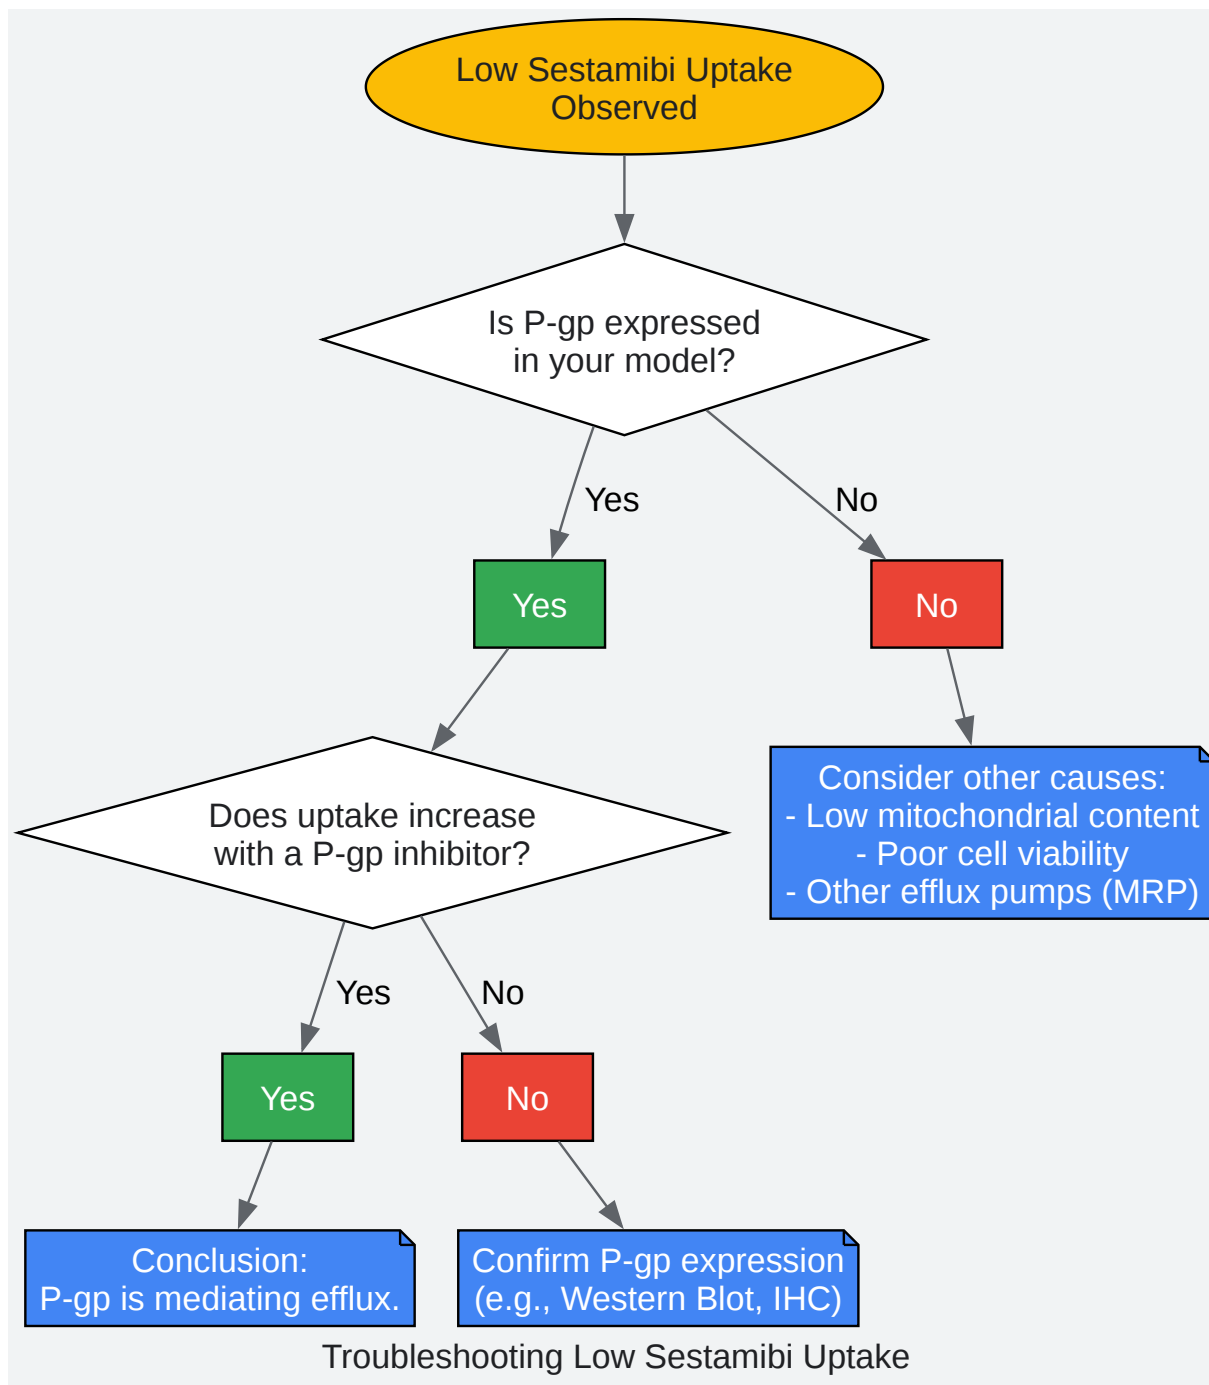 Low Sestamibi Uptake
Observed
Is P-gp expressed
in your model?
Yes
No
Yes
No
Does uptake increase
with a P-gp inhibitor?
Consider other causes:
- Low mitochondrial content
- Poor cell viability
- Other efflux pumps (MRP)
Yes
No
Yes
No
Conclusion:
P-gp is mediating efflux.
Confirm P-gp expression
(e.g., Western Blot, IHC)
Troubleshooting Low Sestamibi Uptake